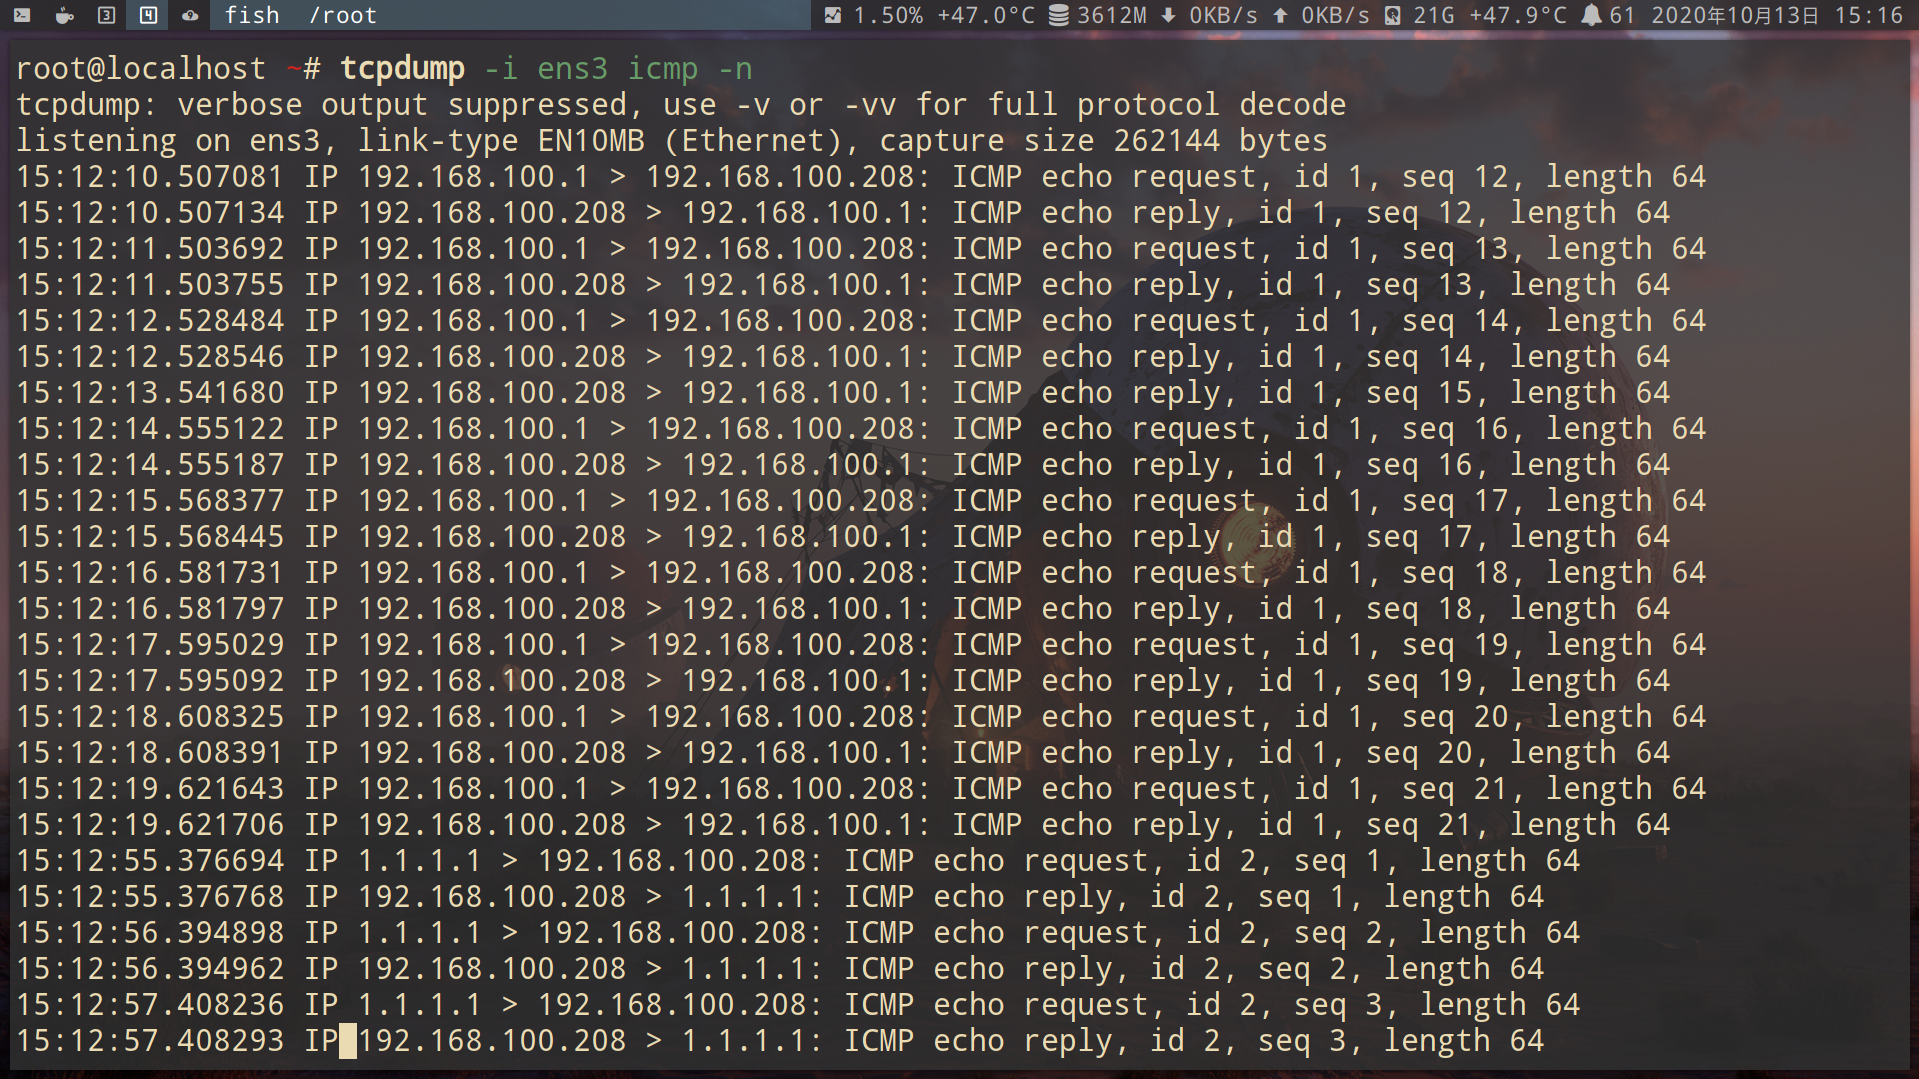 3 4 fish /root 1.50% +47.0°C 3612M 0KB/s 0KB/s 21G +47.9°C 61 2020年10月13日 15:16
root@localhost ~# tcpdump -i ens3 icmp -n
tcpdump: verbose output suppressed, use -v or -vv for full protocol decode
listening on ens3, link-type EN10MB (Ethernet), capture size 262144 bytes
15:12:10.507081 IP 192.168.100.1 > 192.168.100.208: ICMP echo request, id 1, seq 12, length 64
15:12:10.507134 IP 192.168.100.208 > 192.168.100.1: ICMP echo reply, id 1, seq 12, length 64
15:12:11.503692 IP 192.168.100.1 > 192.168.100.208: ICMP echo request, id 1, seq 13, length 64
15:12:11.503755 IP 192.168.100.208 > 192.168.100.1: ICMP echo reply, id 1, seq 13, length 64
15:12:12.528484 IP 192.168.100.1 > 192.168.100.208: ICMP echo request, id 1, seq 14, length 64
15:12:12.528546 IP 192.168.100.208 > 192.168.100.1: ICMP echo reply, id 1, seq 14, length 64
15:12:13.541680 IP 192.168.100.208 > 192.168.100.1: ICMP echo reply, id 1, seq 15, length 64
15:12:14.555122 IP 192.168.100.1 > 192.168.100.208: ICMP echo request, id 1, seq 16, length 64
15:12:14.555187 IP 192.168.100.208 > 192.168.100.1: ICMP echo reply, id 1, seq 16, length 64
15:12:15.568377 IP 192.168.100.1 > 192.168.100.208: ICMP echo request, id 1, seq 17, length 64
15:12:15.568445 IP 192.168.100.208 > 192.168.100.1: ICMP echo reply, id 1, seq 17, length 64
15:12:16.581731 IP 192.168.100.1 > 192.168.100.208: ICMP echo request, id 1, seq 18, length 64
15:12:16.581797 IP 192.168.100.208 > 192.168.100.1: ICMP echo reply, id 1, seq 18, length 64
15:12:17.595029 IP 192.168.100.1 > 192.168.100.208: ICMP echo request, id 1, seq 19, length 64
15:12:17.595092 IP 192.168.100.208 > 192.168.100.1: ICMP echo reply, id 1, seq 19, length 64
15:12:18.608325 IP 192.168.100.1 > 192.168.100.208: ICMP echo request, id 1, seq 20, length 64
15:12:18.608391 IP 192.168.100.208 > 192.168.100.1: ICMP echo reply, id 1, seq 20, length 64
15:12:19.621643 IP 192.168.100.1 > 192.168.100.208: ICMP echo request, id 1, seq 21, length 64
15:12:19.621706 IP 192.168.100.208 > 192.168.100.1: ICMP echo reply, id 1, seq 21, length 64
15:12:55.376694 IP 1.1.1.1 > 192.168.100.208: ICMP echo request, id 2, seq 1, length 64
15:12:55.376768 IP 192.168.100.208 > 1.1.1.1: ICMP echo reply, id 2, seq 1, length 64
15:12:56.394898 IP 1.1.1.1 > 192.168.100.208: ICMP echo request, id 2, seq 2, length 64
15:12:56.394962 IP 192.168.100.208 > 1.1.1.1: ICMP echo reply, id 2, seq 2, length 64
15:12:57.408236 IP 1.1.1.1 > 192.168.100.208: ICMP echo request, id 2, seq 3, length 64
15:12:57.408293 IP 192.168.100.208 > 1.1.1.1: ICMP echo reply, id 2, seq 3, length 64